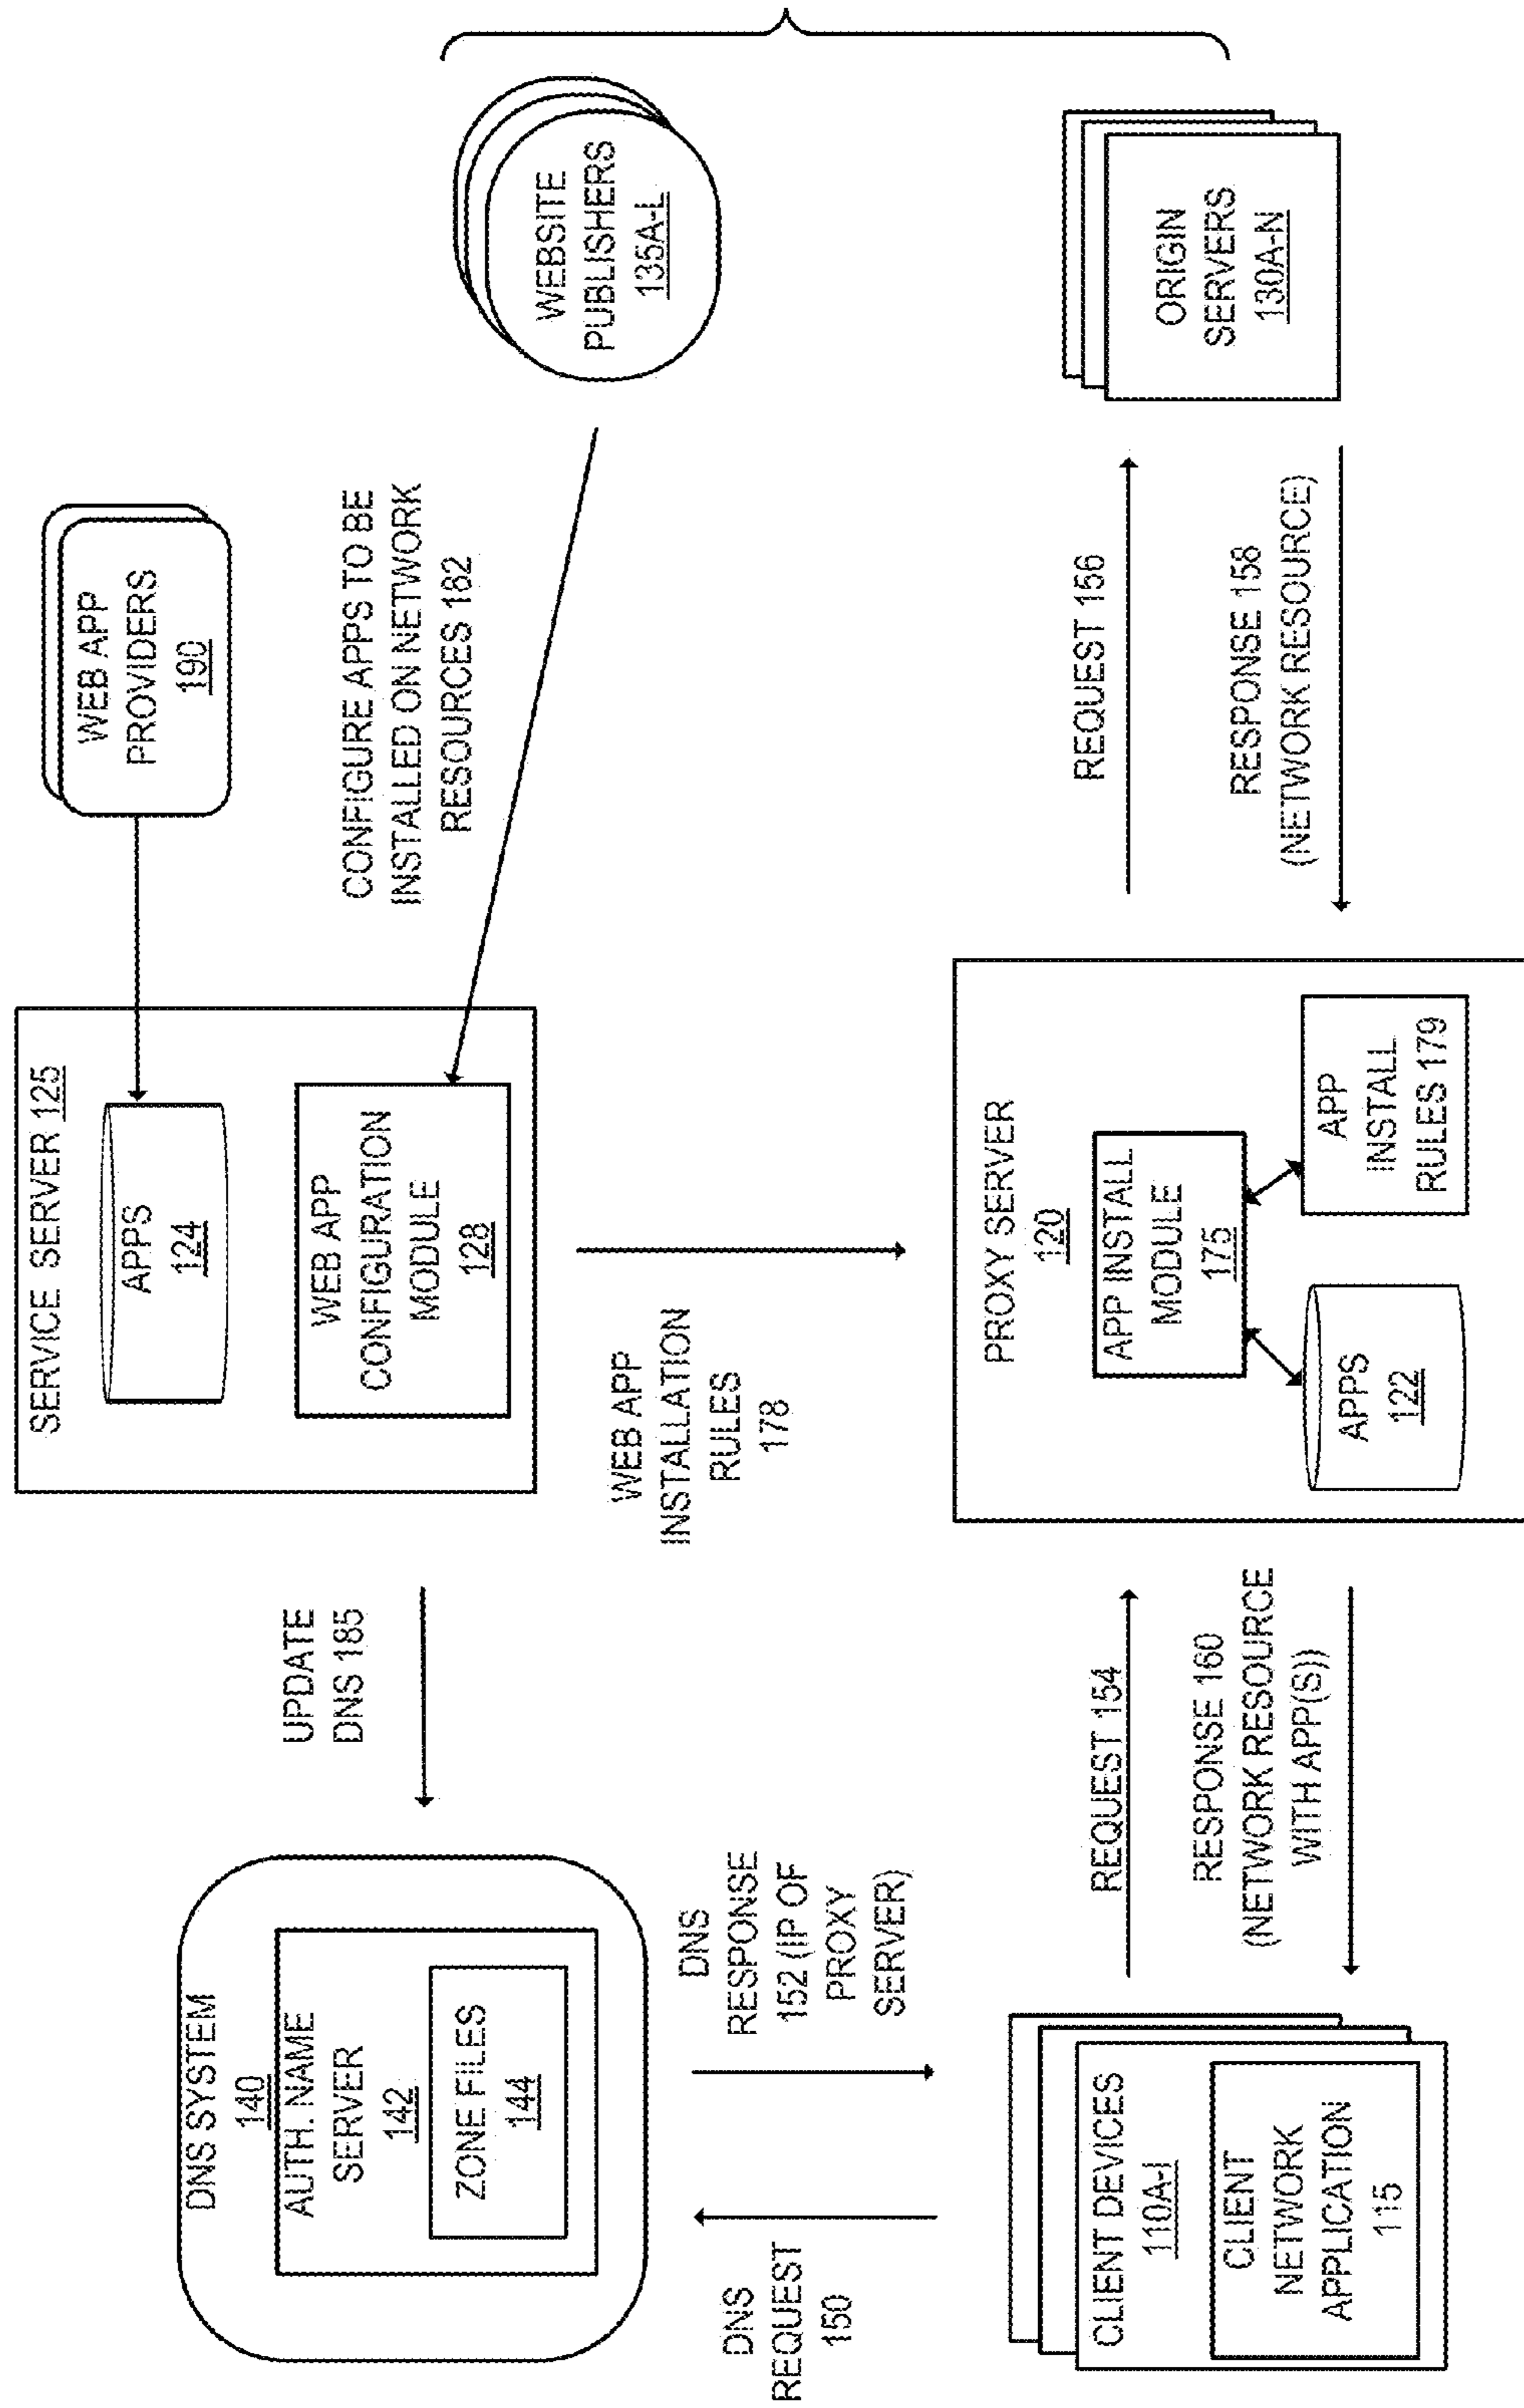 DNS SYSTEM
140
AUTH. NAME
SERVER
142
ZONE FILES
144
UPDATE
DNS 185
SERVICE SERVER 125
APPS
124
WEB APP
CONFIGURATION
MODULE
128
WEB APP
PROVIDERS
190
CONFIGURE APPS TO BE
INSTALLED ON NETWORK
RESOURCES 182
WEBSITE
PUBLISHERS
135A-L
DNS
REQUEST
150
DNS
RESPONSE
152 (IP OF
PROXY
SERVER)
WEB APP
INSTALLATION
RULES
178
CLIENT DEVICES
110A-I
CLIENT
NETWORK
APPLICATION
115
REQUEST 154
RESPONSE 160
(NETWORK RESOURCE
WITH APP(S))
PROXY SERVER
120
APP INSTALL
MODULE
175
APPS
122
APP
INSTALL
RULES 179
REQUEST 156
RESPONSE 158
(NETWORK RESOURCE)
ORIGIN
SERVERS
130A-N